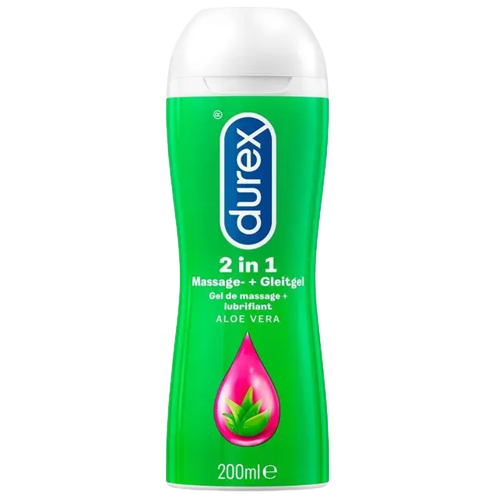 ®
durex
2 in 1
Massage- + Gleitgel
Gel de massage +
lubrifiant
ALOE VERA
200ml ℮